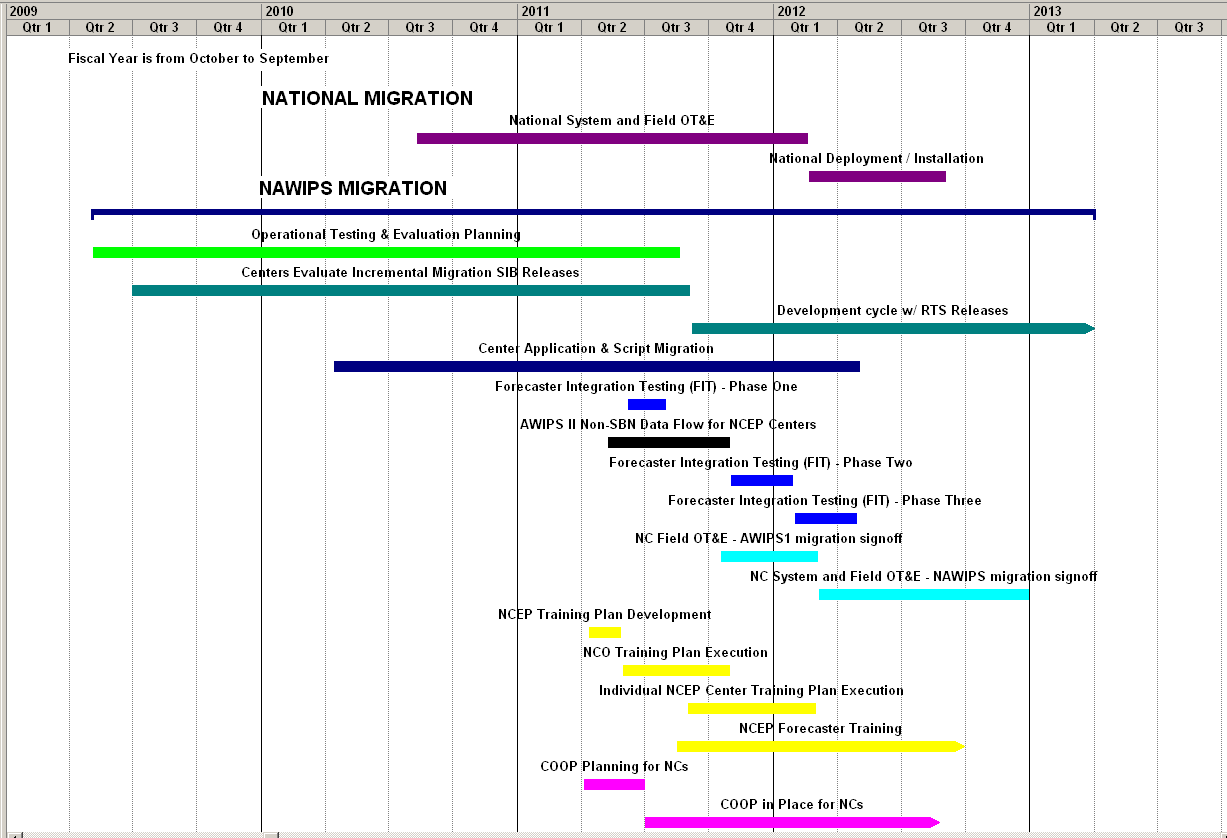 2009 2010 2011 2012 2013
Qtr 1 Qtr 2 Qtr 3 Qtr 4 Qtr 1 Qtr 2 Qtr 3 Qtr 4 Qtr 1 Qtr 2 Qtr 3 Qtr 4 Qtr 1 Qtr 2 Qtr 3 Qtr 4 Qtr 1 Qtr 2 Qtr 3
Fiscal Year is from October to September
NATIONAL MIGRATION
National System and Field OT&E
National Deployment / Installation
NAWIPS MIGRATION
Operational Testing & Evaluation Planning
Centers Evaluate Incremental Migration SIB Releases
Development cycle w/ RTS Releases
Center Application & Script Migration
Forecaster Integration Testing (FIT) - Phase One
AWIPS II Non-SBN Data Flow for NCEP Centers
Forecaster Integration Testing (FIT) - Phase Two
Forecaster Integration Testing (FIT) - Phase Three
NC Field OT&E - AWIPS1 migration signoff
NC System and Field OT&E - NAWIPS migration signoff
NCEP Training Plan Development
NCO Training Plan Execution
Individual NCEP Center Training Plan Execution
NCEP Forecaster Training
COOP Planning for NCs
COOP in Place for NCs